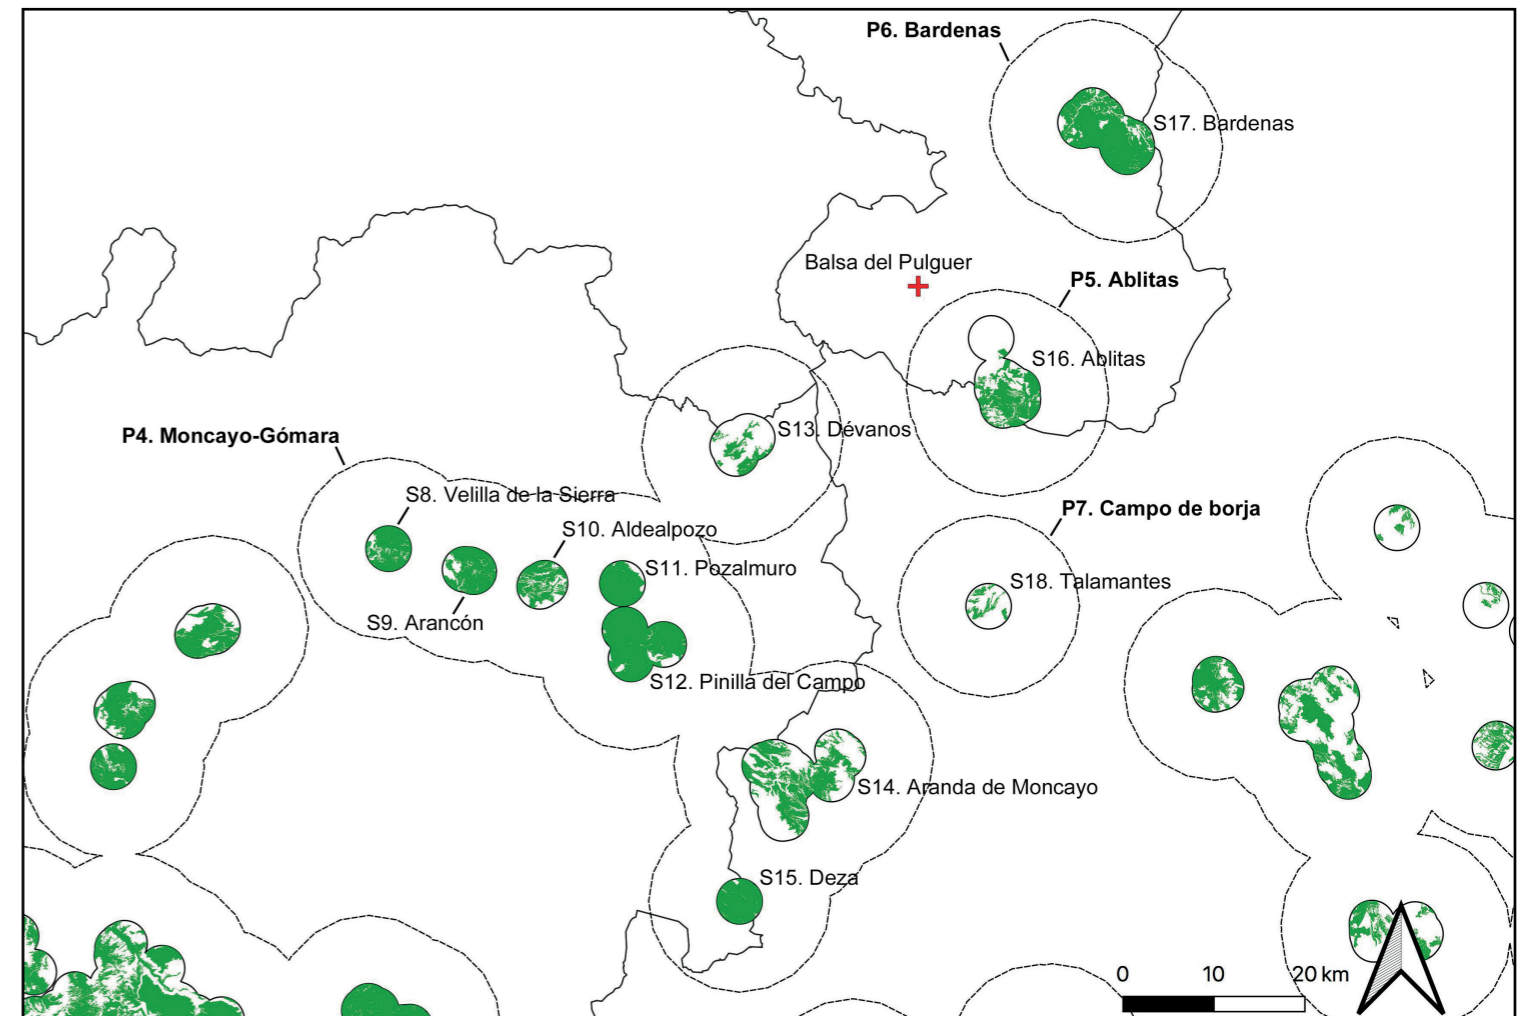 P6. Bardenas
S17. Bardenas
Balsa del Pulguer
P5. Ablitas
S16. Ablitas
S13. Dévanos
P4. Moncayo-Gómara
S8. Velilla de la Sierra
P7. Campo de borja
S10. Aldealpozo
S11. Pozalmuro
S18. Talamantes
S9. Arancón
S12. Pinilla del Campo
S14. Aranda de Moncayo
S15. Deza
0 10 20 km